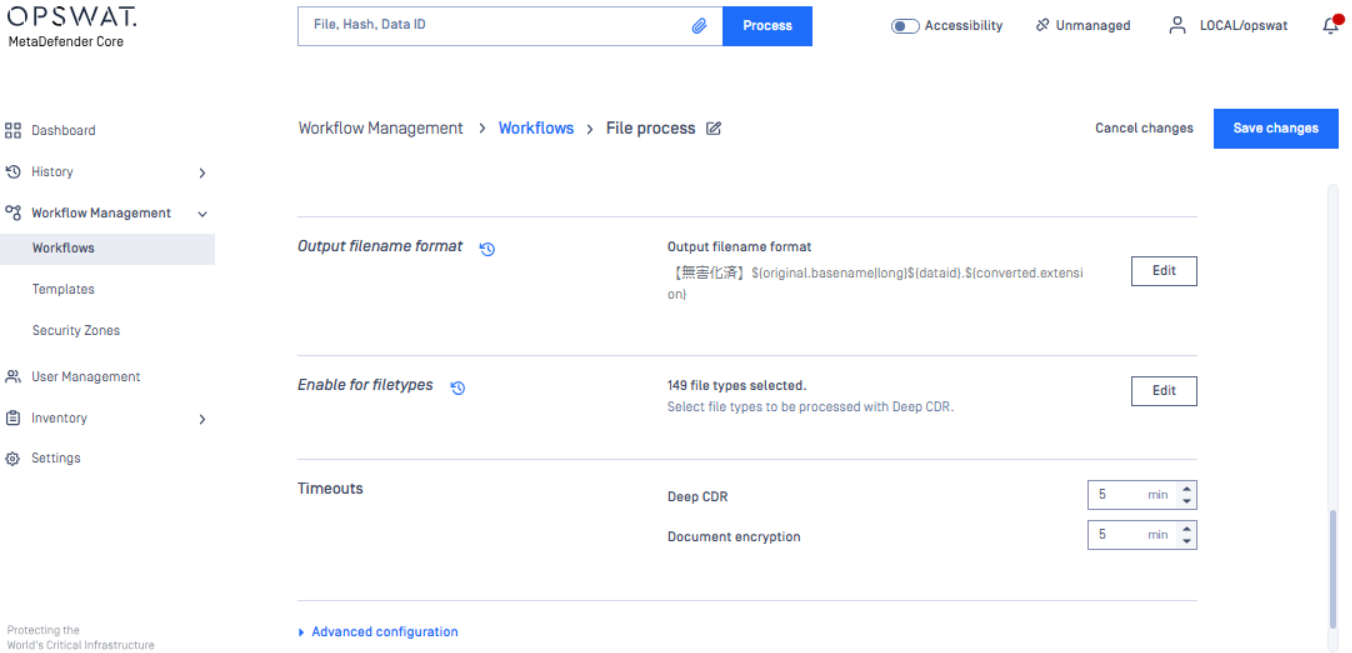 OPSWAT.
MetaDefender Core
File, Hash, Data ID
Process
Accessibility
Unmanaged
LOCAL/opswat
Dashboard
History
Workflow Management
Workflows
Templates
Security Zones
User Management
Inventory
Settings
Protecting the
World's Critical Infrastructure
Workflow Management > Workflows > File process
Cancel changes
Save changes
Output filename format
Output filename format
【無害化済】${original.basename|long}${dataid}.${converted.extensi
on}
Edit
Enable for filetypes
149 file types selected.
Select file types to be processed with Deep CDR.
Edit
Timeouts
Deep CDR
5 min
Document encryption
5 min
Advanced configuration